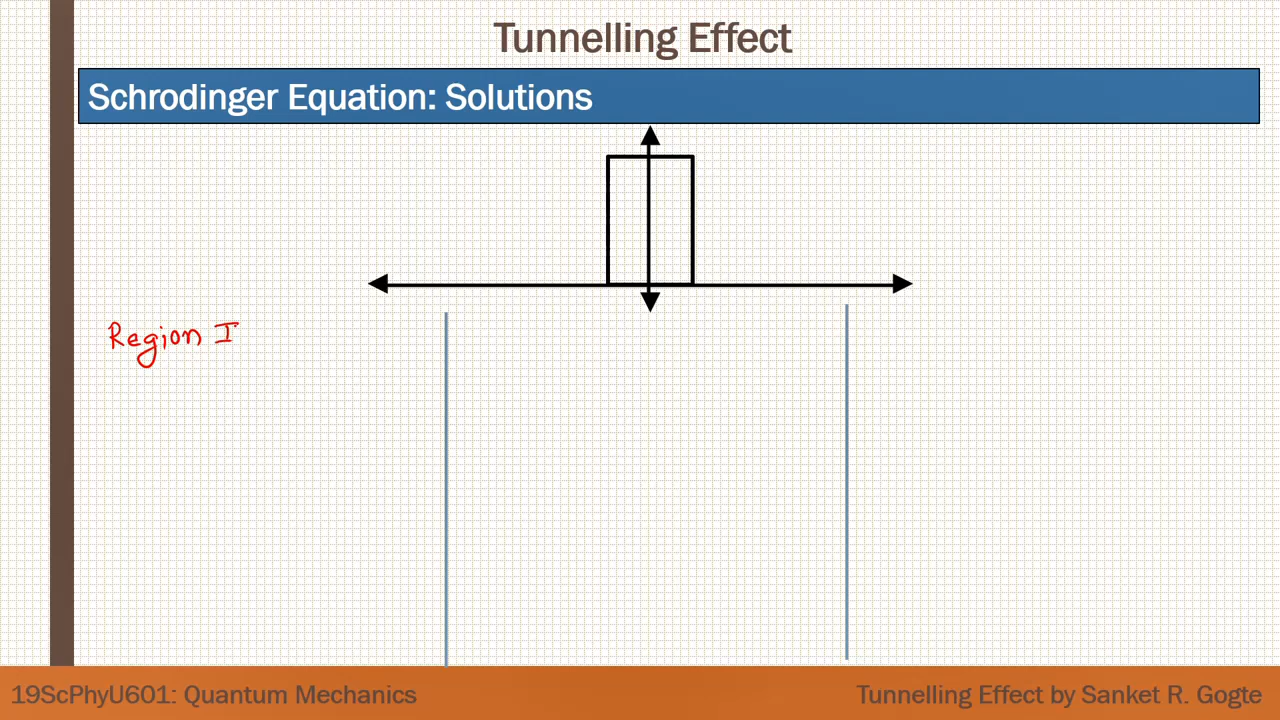 Tunnelling Effect
Schrodinger Equation: Solutions
Region I
19ScPhyU601: Quantum Mechanics
Tunnelling Effect by Sanket R. Gogte